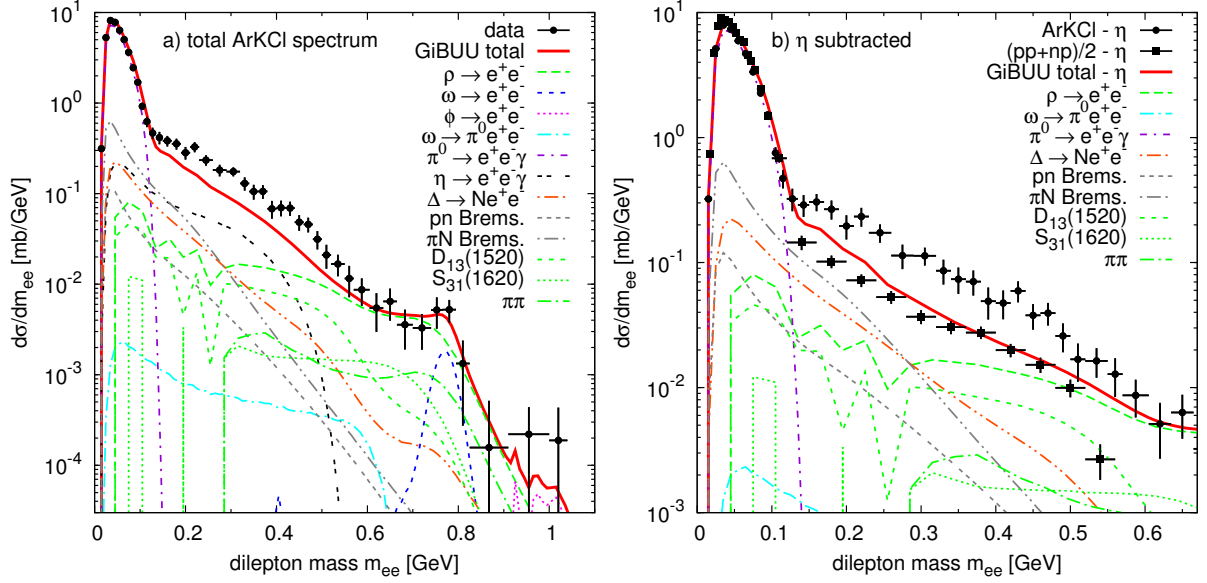 a) total ArKCl spectrum
data
GiBUU total
ρ → e⁺e⁻
ω → e⁺e⁻
ϕ → e⁺e⁻
ω → π⁰e⁺e⁻
π⁰ → e⁺e⁻γ
η → e⁺e⁻γ
Δ → Ne⁺e⁻
pn Brems.
πN Brems.
D₁₃(1520)
S₃₁(1620)
ππ
10¹
10⁰
10⁻¹
10⁻²
10⁻³
10⁻⁴
dσ/dmₑₑ [mb/GeV]
0 0.2 0.4 0.6 0.8 1
dilepton mass mₑₑ [GeV]
b) η subtracted
ArKCl - η
(pp+np)/2 - η
GiBUU total - η
ρ → e⁺e⁻
ω → π⁰e⁺e⁻
π⁰ → e⁺e⁻γ
Δ → Ne⁺e⁻
pn Brems.
πN Brems.
D₁₃(1520)
S₃₁(1620)
ππ
10¹
10⁰
10⁻¹
10⁻²
10⁻³
dσ/dmₑₑ [mb/GeV]
0 0.1 0.2 0.3 0.4 0.5 0.6
dilepton mass mₑₑ [GeV]